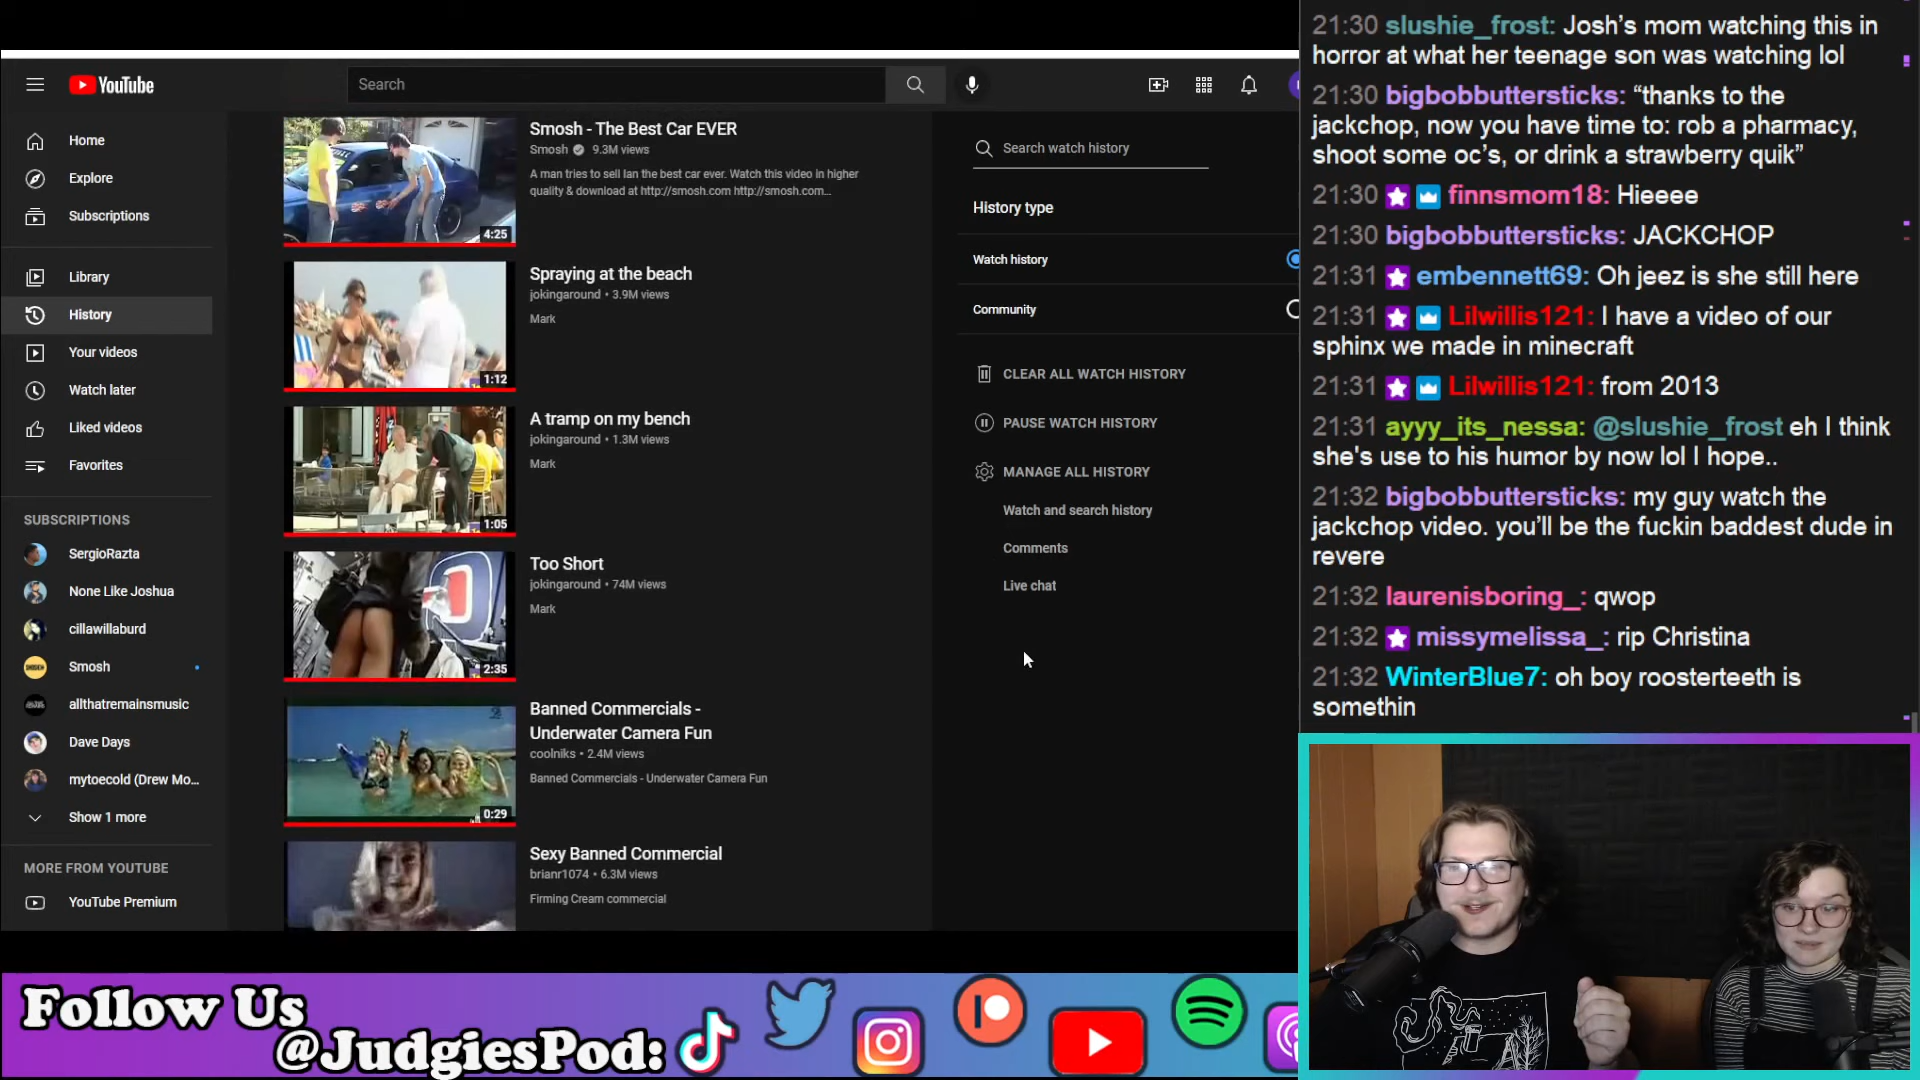 YouTube
Search
Home
Explore
Subscriptions
Library
History
Your videos
Watch later
Liked videos
Favorites
SUBSCRIPTIONS
SergioRazta
None Like Joshua
cillawillaburd
Smosh
allthatremainsmusic
Dave Days
mytoecold (Drew Mo...
Show 1 more
MORE FROM YOUTUBE
YouTube Premium
4:25
Smosh - The Best Car EVER
Smosh 9.3M views
A man tries to sell Ian the best car ever. Watch this video in higher
quality & download at http://smosh.com http://smosh.com...
1:12
Spraying at the beach
jokingaround • 3.9M views
Mark
1:05
A tramp on my bench
jokingaround • 1.3M views
Mark
2:35
Too Short
jokingaround • 74M views
Mark
0:29
Banned Commercials -
Underwater Camera Fun
coolniks • 2.4M views
Banned Commercials - Underwater Camera Fun
Sexy Banned Commercial
brianr1074 • 6.3M views
Firming Cream commercial
Search watch history
History type
Watch history
Community
CLEAR ALL WATCH HISTORY
PAUSE WATCH HISTORY
MANAGE ALL HISTORY
Watch and search history
Comments
Live chat
21:30 slushie_frost: Josh's mom watching this in
horror at what her teenage son was watching lol
21:30 bigbobbuttersticks: “thanks to the
jackchop, now you have time to: rob a pharmacy,
shoot some oc's, or drink a strawberry quik”
21:30 finnsmom18: Hieeee
21:30 bigbobbuttersticks: JACKCHOP
21:31 embennett69: Oh jeez is she still here
21:31 Lilwillis121: I have a video of our
sphinx we made in minecraft
21:31 Lilwillis121: from 2013
21:31 ayyy_its_nessa: @slushie_frost eh I think
she's use to his humor by now lol I hope..
21:32 bigbobbuttersticks: my guy watch the
jackchop video. you'll be the fuckin baddest dude in
revere
21:32 laurenisboring_: qwop
21:32 missymelissa_: rip Christina
21:32 WinterBlue7: oh boy roosterteeth is
somethin
Follow Us
@JudgiesPod: